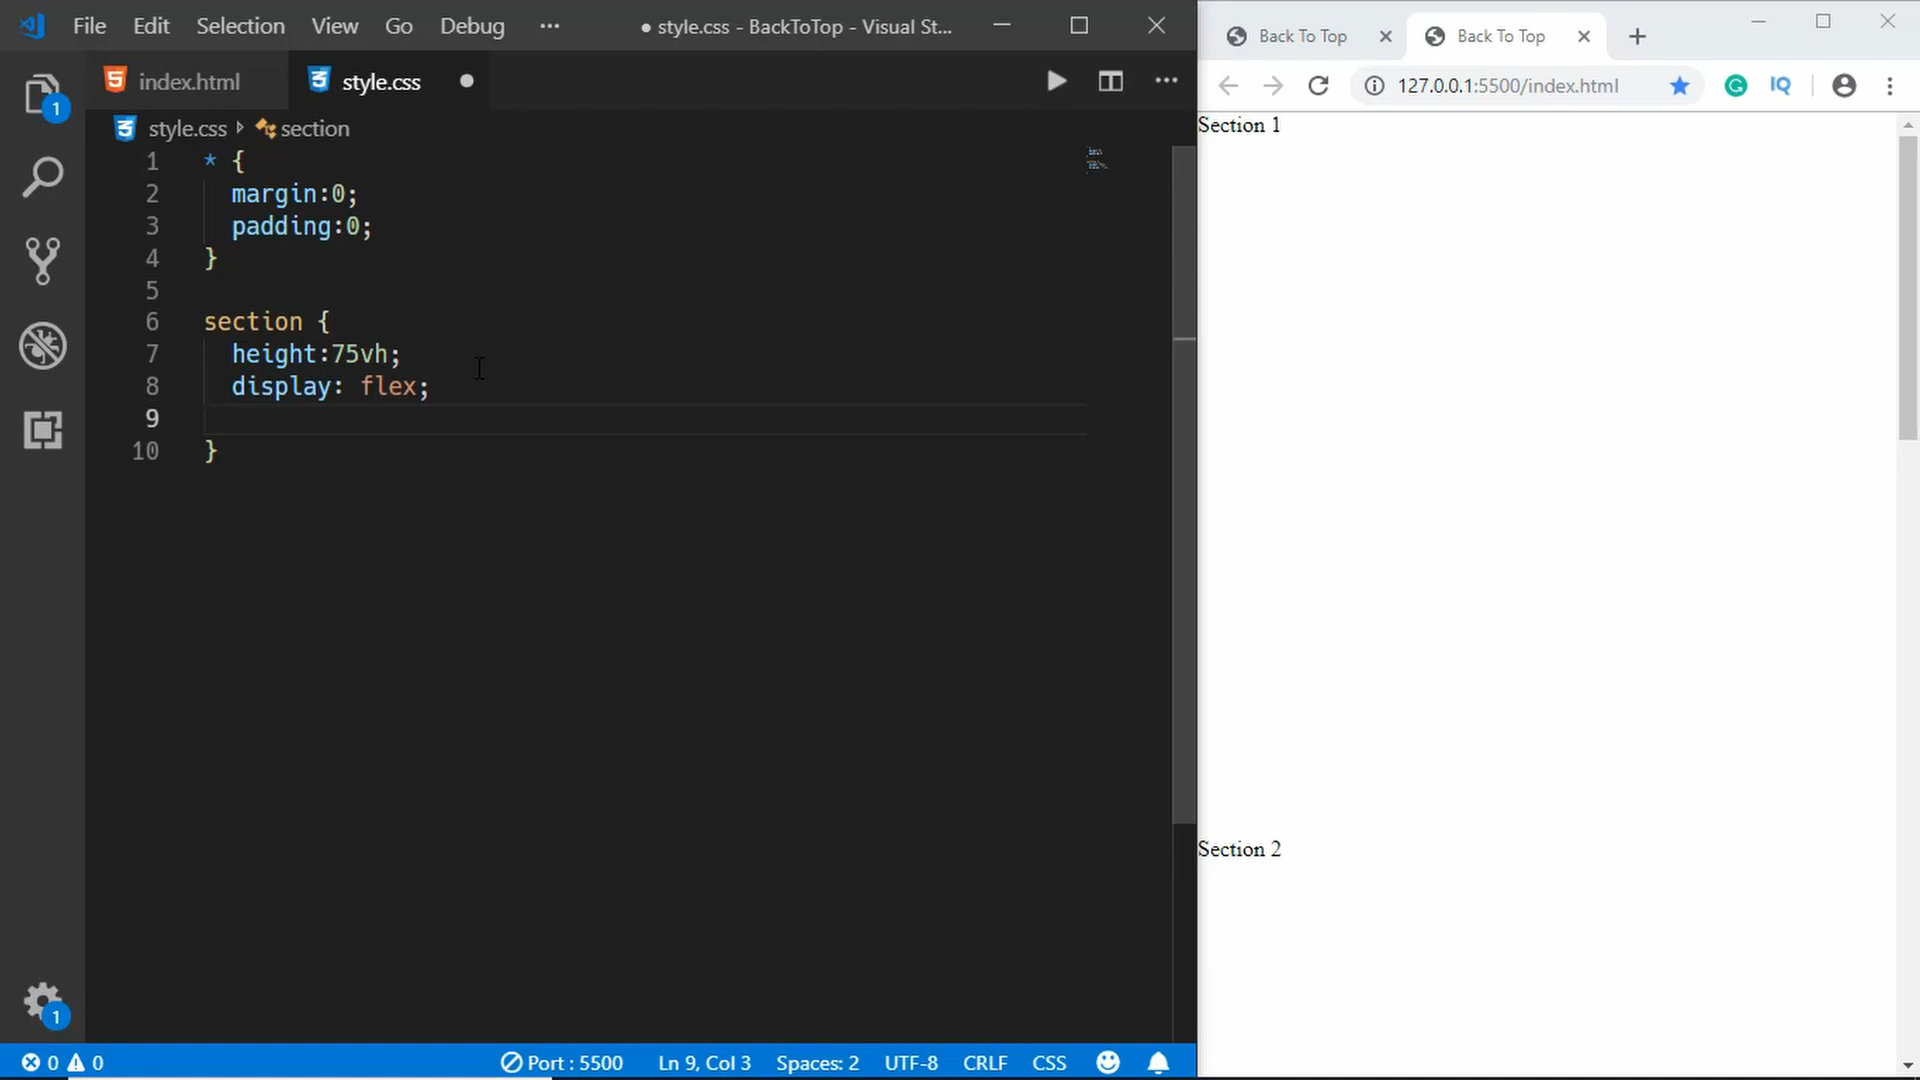 File Edit Selection View Go Debug ··· ● style.css - BackToTop - Visual St...
index.html style.css ●
style.css section
1 * {
2 margin:0;
3 padding:0;
4 }
5
6 section {
7 height:75vh;
8 display: flex;
9
10 }
1
1
0 0 Port : 5500 Ln 9, Col 3 Spaces: 2 UTF-8 CRLF CSS
Back To Top Back To Top
127.0.0.1:5500/index.html IQ
Section 1
Section 2